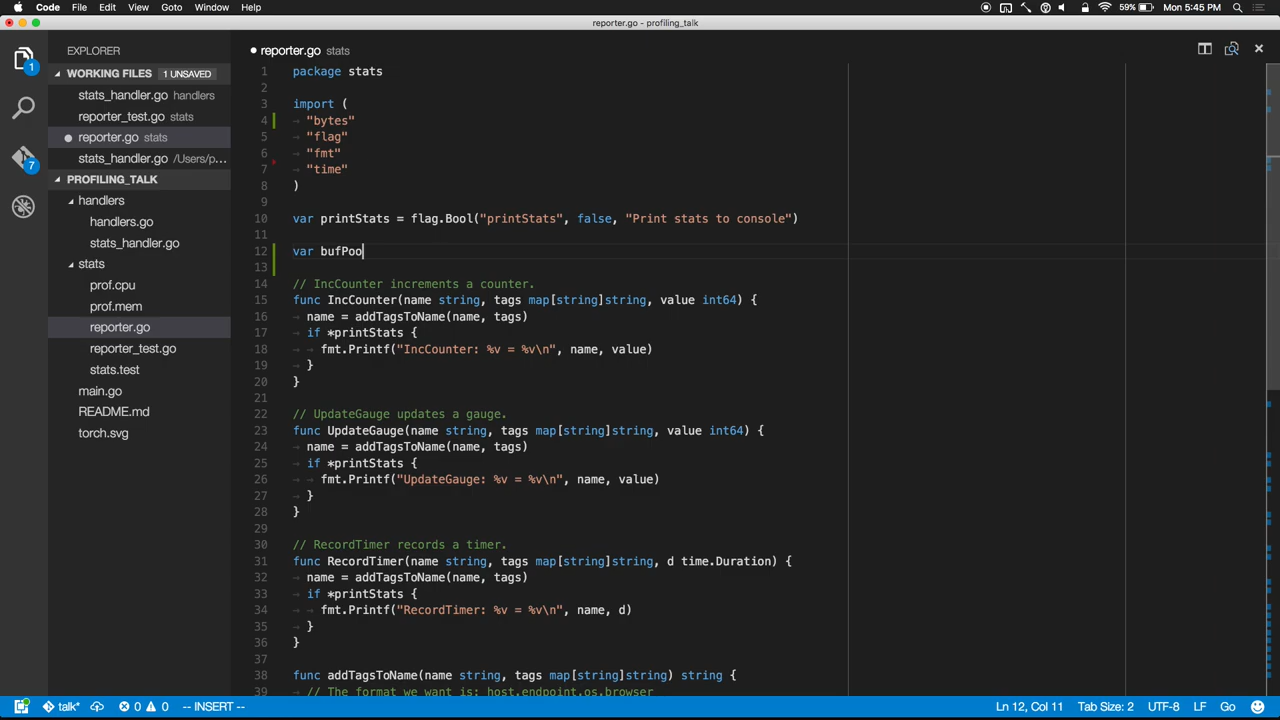 Code File Edit View Goto Window Help 59% Mon 5:45 PM
reporter.go - profiling_talk
EXPLORER
WORKING FILES 1 UNSAVED
stats_handler.go handlers
reporter_test.go stats
reporter.go stats
stats_handler.go /Users/p...
PROFILING_TALK
handlers
handlers.go
stats_handler.go
stats
prof.cpu
prof.mem
reporter.go
reporter_test.go
stats.test
main.go
README.md
torch.svg
1
7
reporter.go stats
1 package stats
2
3 import (
4 "bytes"
5 "flag"
6 "fmt"
7 "time"
8 )
9
10 var printStats = flag.Bool("printStats", false, "Print stats to console")
11
12 var bufPoo
13
14 // IncCounter increments a counter.
15 func IncCounter(name string, tags map[string]string, value int64) {
16 name = addTagsToName(name, tags)
17 if *printStats {
18 fmt.Printf("IncCounter: %v = %v\n", name, value)
19 }
20 }
21
22 // UpdateGauge updates a gauge.
23 func UpdateGauge(name string, tags map[string]string, value int64) {
24 name = addTagsToName(name, tags)
25 if *printStats {
26 fmt.Printf("UpdateGauge: %v = %v\n", name, value)
27 }
28 }
29
30 // RecordTimer records a timer.
31 func RecordTimer(name string, tags map[string]string, d time.Duration) {
32 name = addTagsToName(name, tags)
33 if *printStats {
34 fmt.Printf("RecordTimer: %v = %v\n", name, d)
35 }
36 }
37
38 func addTagsToName(name string, tags map[string]string) string {
39 // The format we want is: host.endpoint.os.browser
talk* 0 0 -- INSERT -- Ln 12, Col 11 Tab Size: 2 UTF-8 LF Go